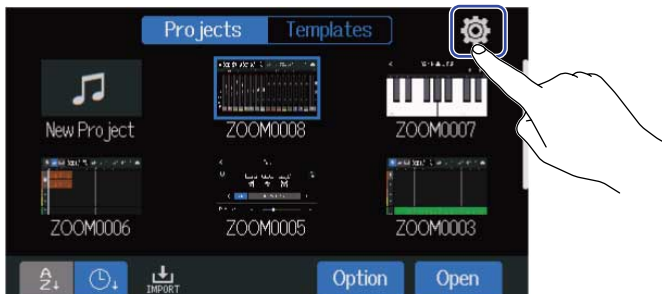 Projects Templates
New Project ZOOM0008 ZOOM0007
ZOOM0006 ZOOM0005 ZOOM0003
A Z IMPORT Option Open